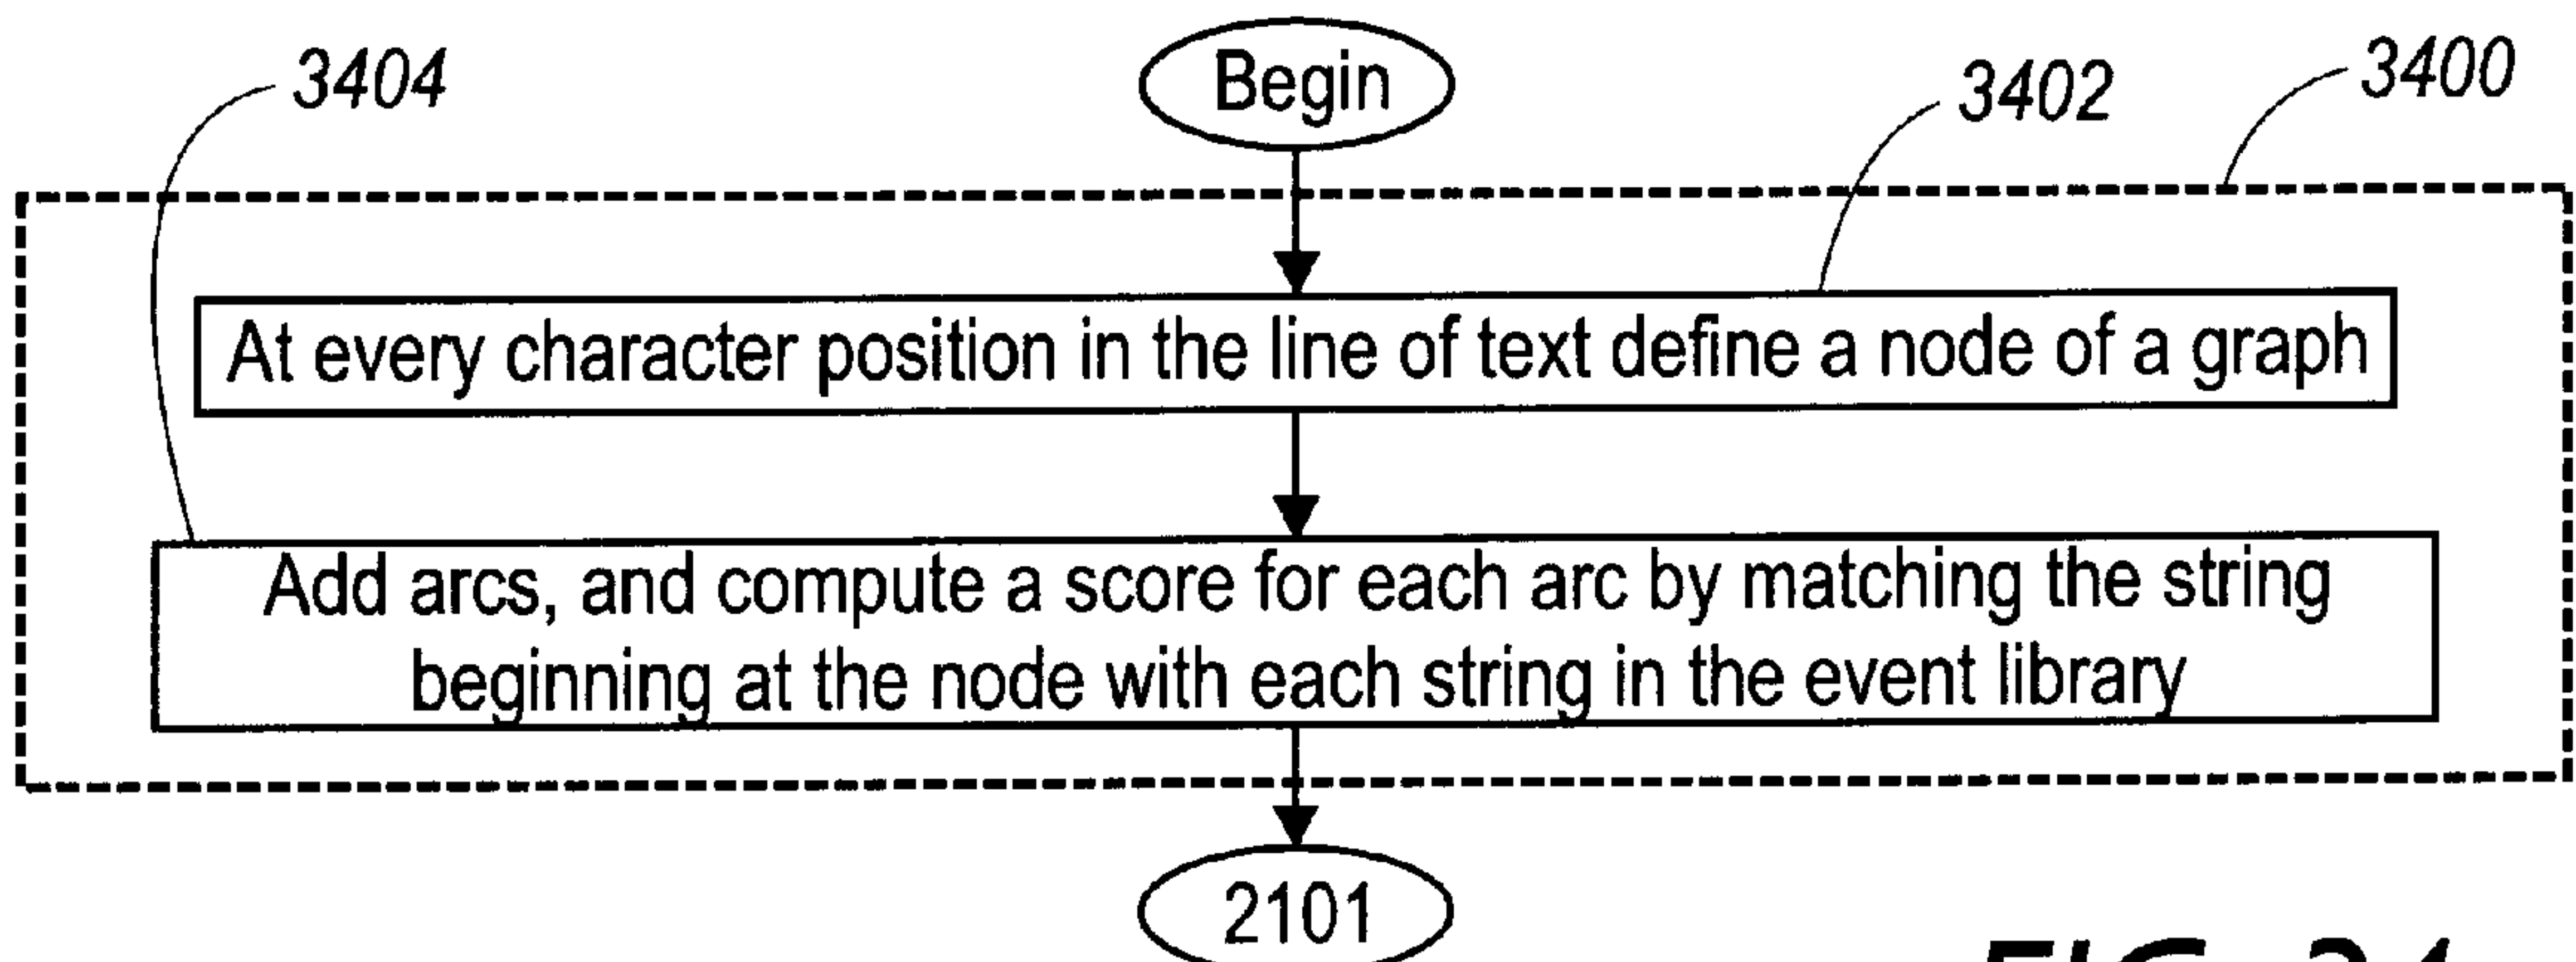 3404
Begin
3402
3400
At every character position in the line of text define a node of a graph
Add arcs, and compute a score for each arc by matching the string
beginning at the node with each string in the event library
2101